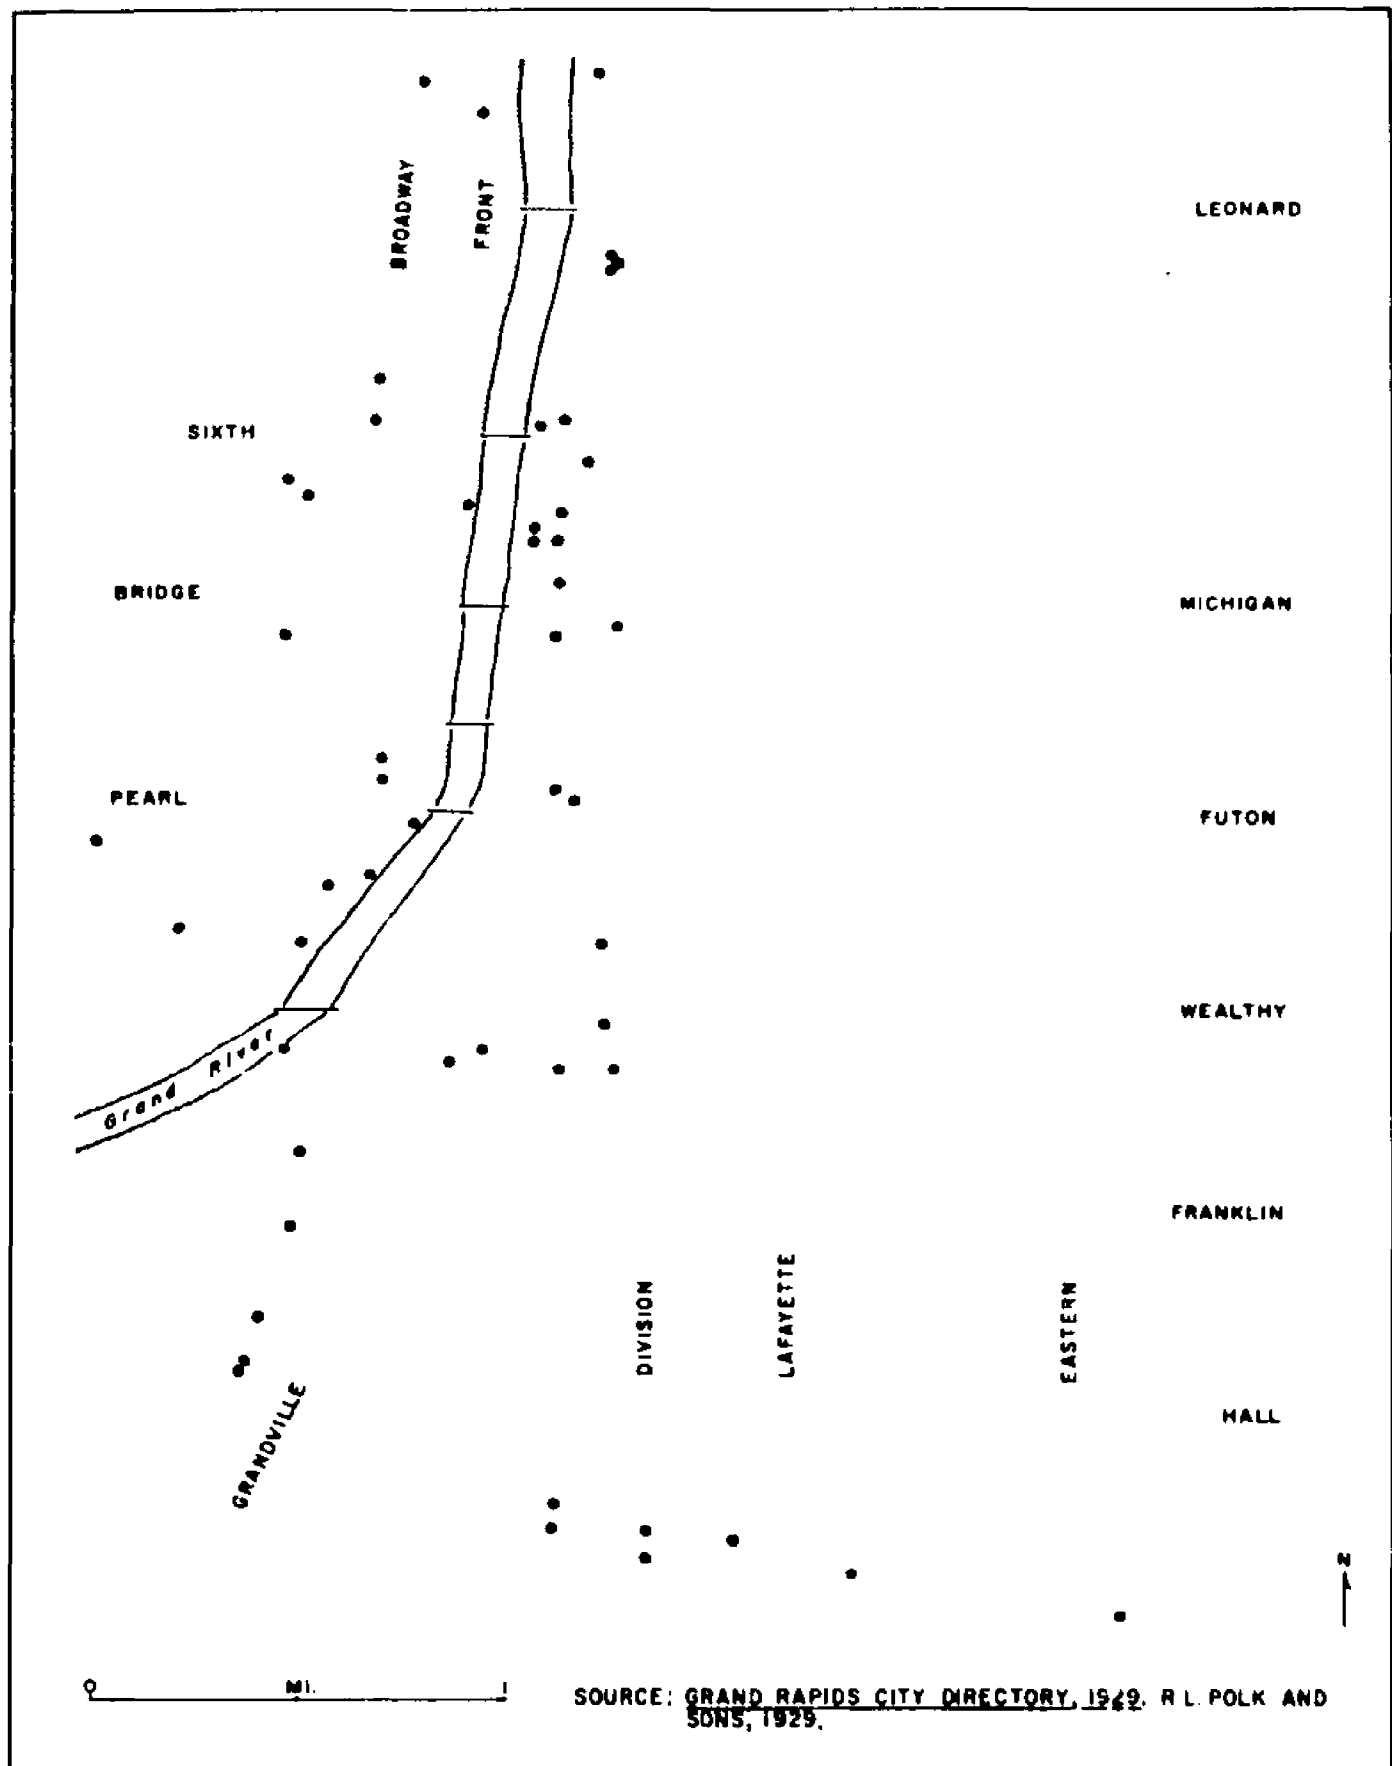 BROADWAY
FRONT
LEONARD
SIXTH
BRIDGE
MICHIGAN
PEARL
FUTON
WEALTHY
Grand River
FRANKLIN
DIVISION
LAFAYETTE
EASTERN
GRANDVILLE
HALL
N
0 MI. 1
SOURCE: GRAND RAPIDS CITY DIRECTORY, 1929. R L. POLK AND
SONS, 1929.